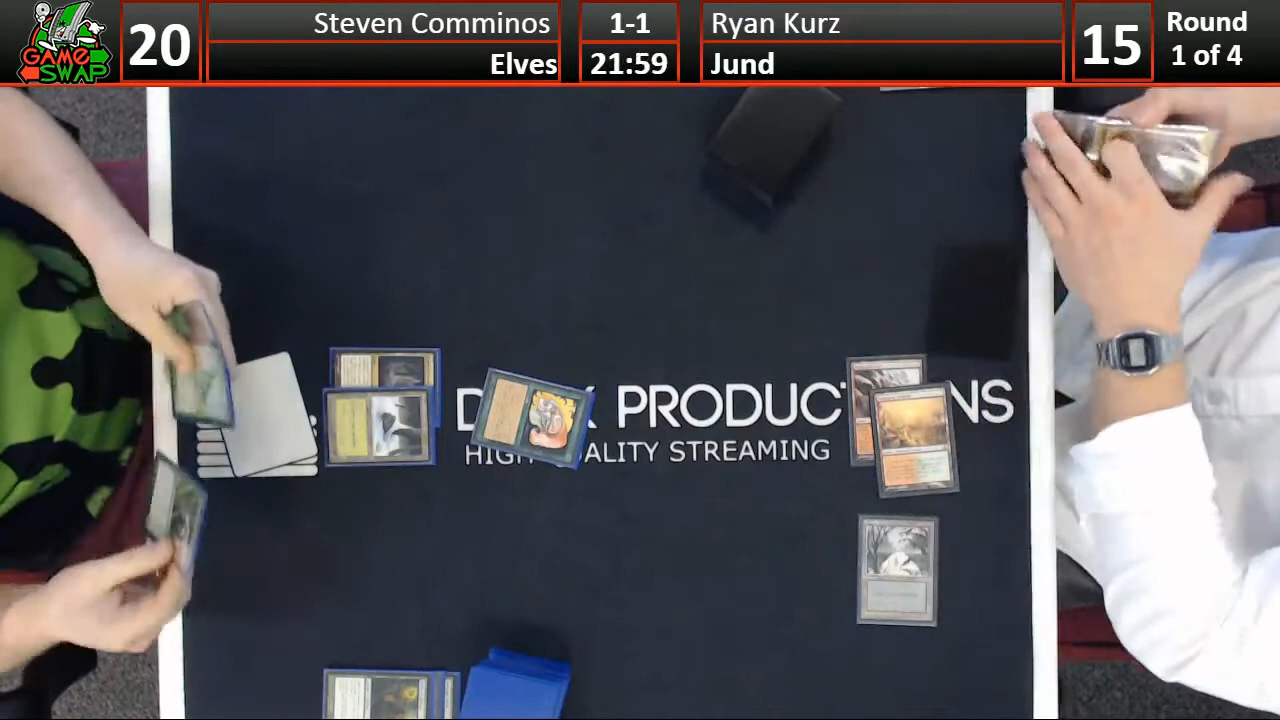 GAME
SWAP
20
Steven Comminos
Elves
1-1
21:59
Ryan Kurz
Jund
15
Round
1 of 4
PRODUC NS
HIG ALITY STREAMING